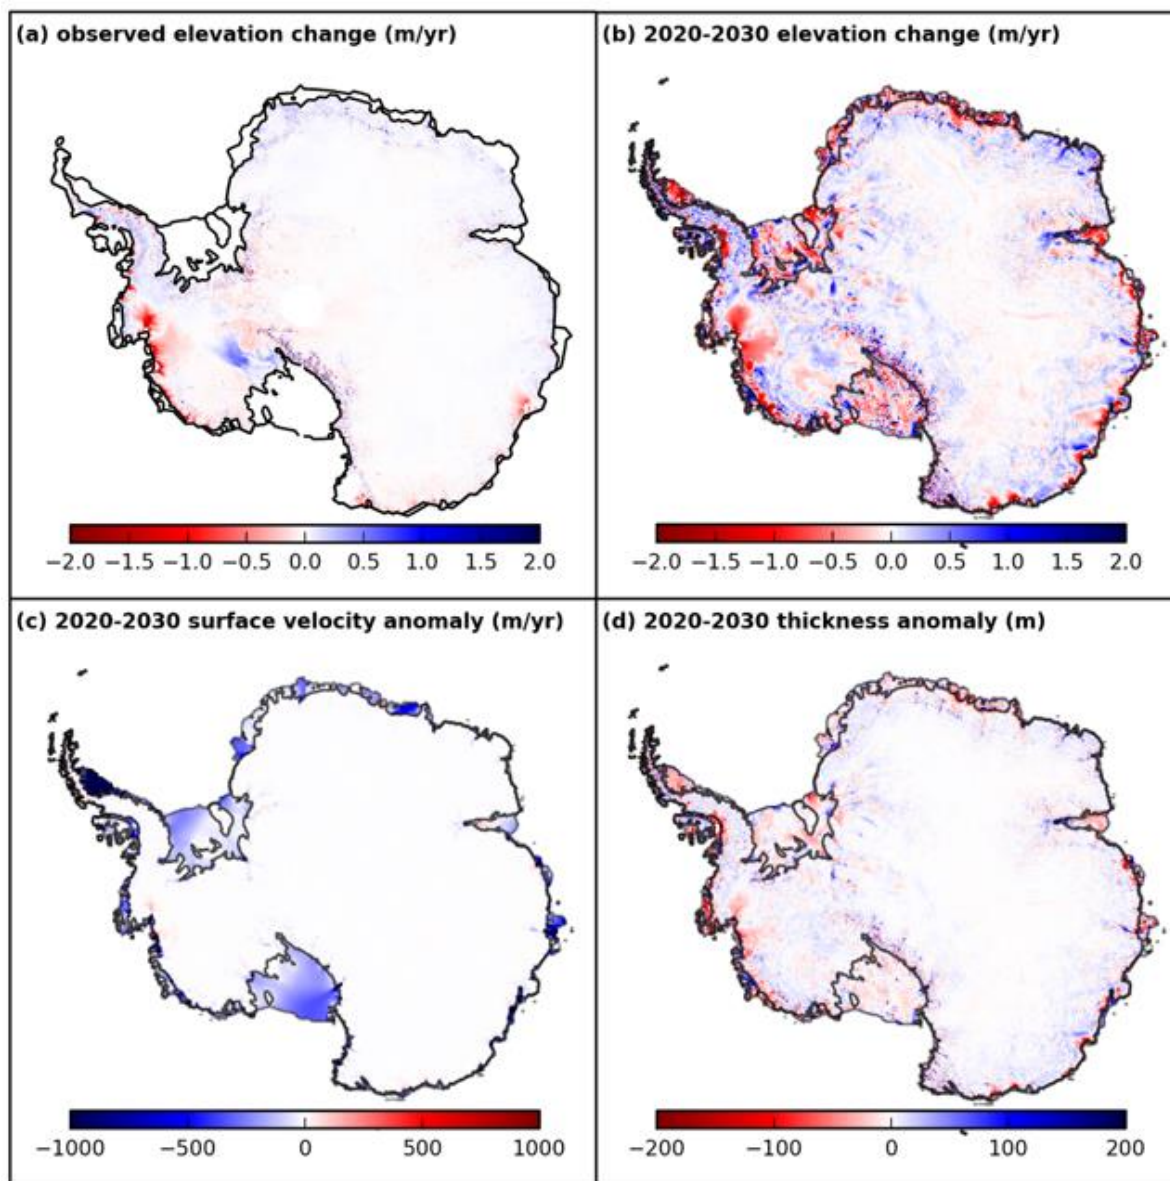 (a) observed elevation change (m/yr)
(b) 2020-2030 elevation change (m/yr)
−2.0 −1.5 −1.0 −0.5 0.0 0.5 1.0 1.5 2.0
−2.0 −1.5 −1.0 −0.5 0.0 0.5 1.0 1.5 2.0
(c) 2020-2030 surface velocity anomaly (m/yr)
(d) 2020-2030 thickness anomaly (m)
−1000 −500 0 500 1000
−200 −100 0 100 200